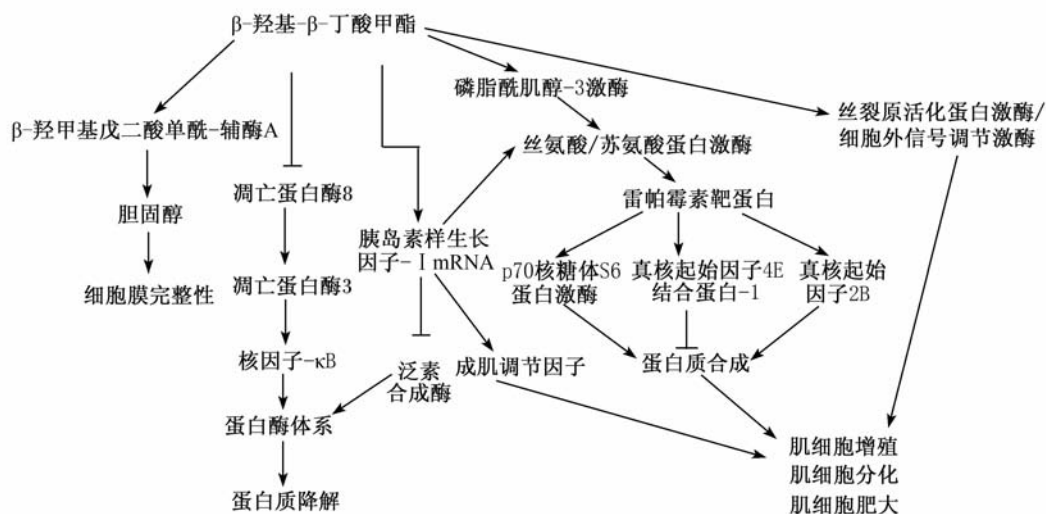 β-羟基-β-丁酸甲酯
磷脂酰肌醇-3激酶
丝裂原活化蛋白激酶/
细胞外信号调节激酶
β-羟甲基戊二酸单酰-辅酶A
丝氨酸/苏氨酸蛋白激酶
凋亡蛋白酶8
雷帕霉素靶蛋白
胆固醇
胰岛素样生长
因子-ⅠmRNA
p70核糖体S6
蛋白激酶
真核起始因子4E
结合蛋白-1
真核起始
因子2B
细胞膜完整性
凋亡蛋白酶3
核因子-κB
泛素
合成酶
成肌调节因子
蛋白质合成
蛋白酶体系
肌细胞增殖
肌细胞分化
肌细胞肥大
蛋白质降解